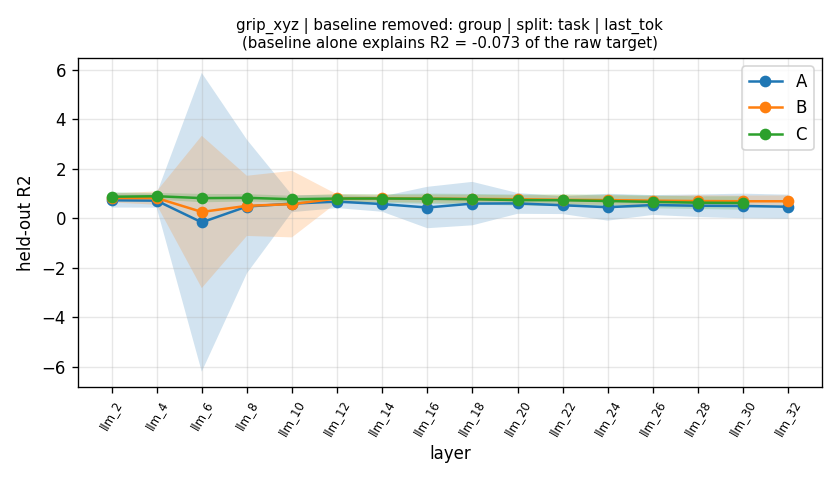 grip_xyz | baseline removed: group | split: task | last_tok
(baseline alone explains R2 = -0.073 of the raw target)
A
B
C
6
4
2
0
−2
−4
−6
held-out R2
llm_2
llm_4
llm_6
llm_8
llm_10
llm_12
llm_14
llm_16
llm_18
llm_20
llm_22
llm_24
llm_26
llm_28
llm_30
llm_32
layer